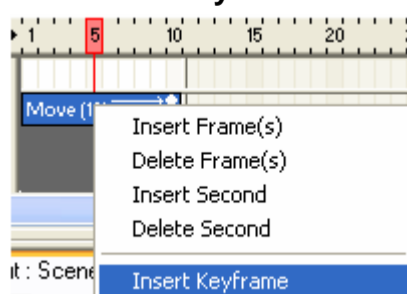 1 5 10 15 20
Move (1
Insert Frame(s)
Delete Frame(s)
Insert Second
Delete Second
t : Scene
Insert Keyframe